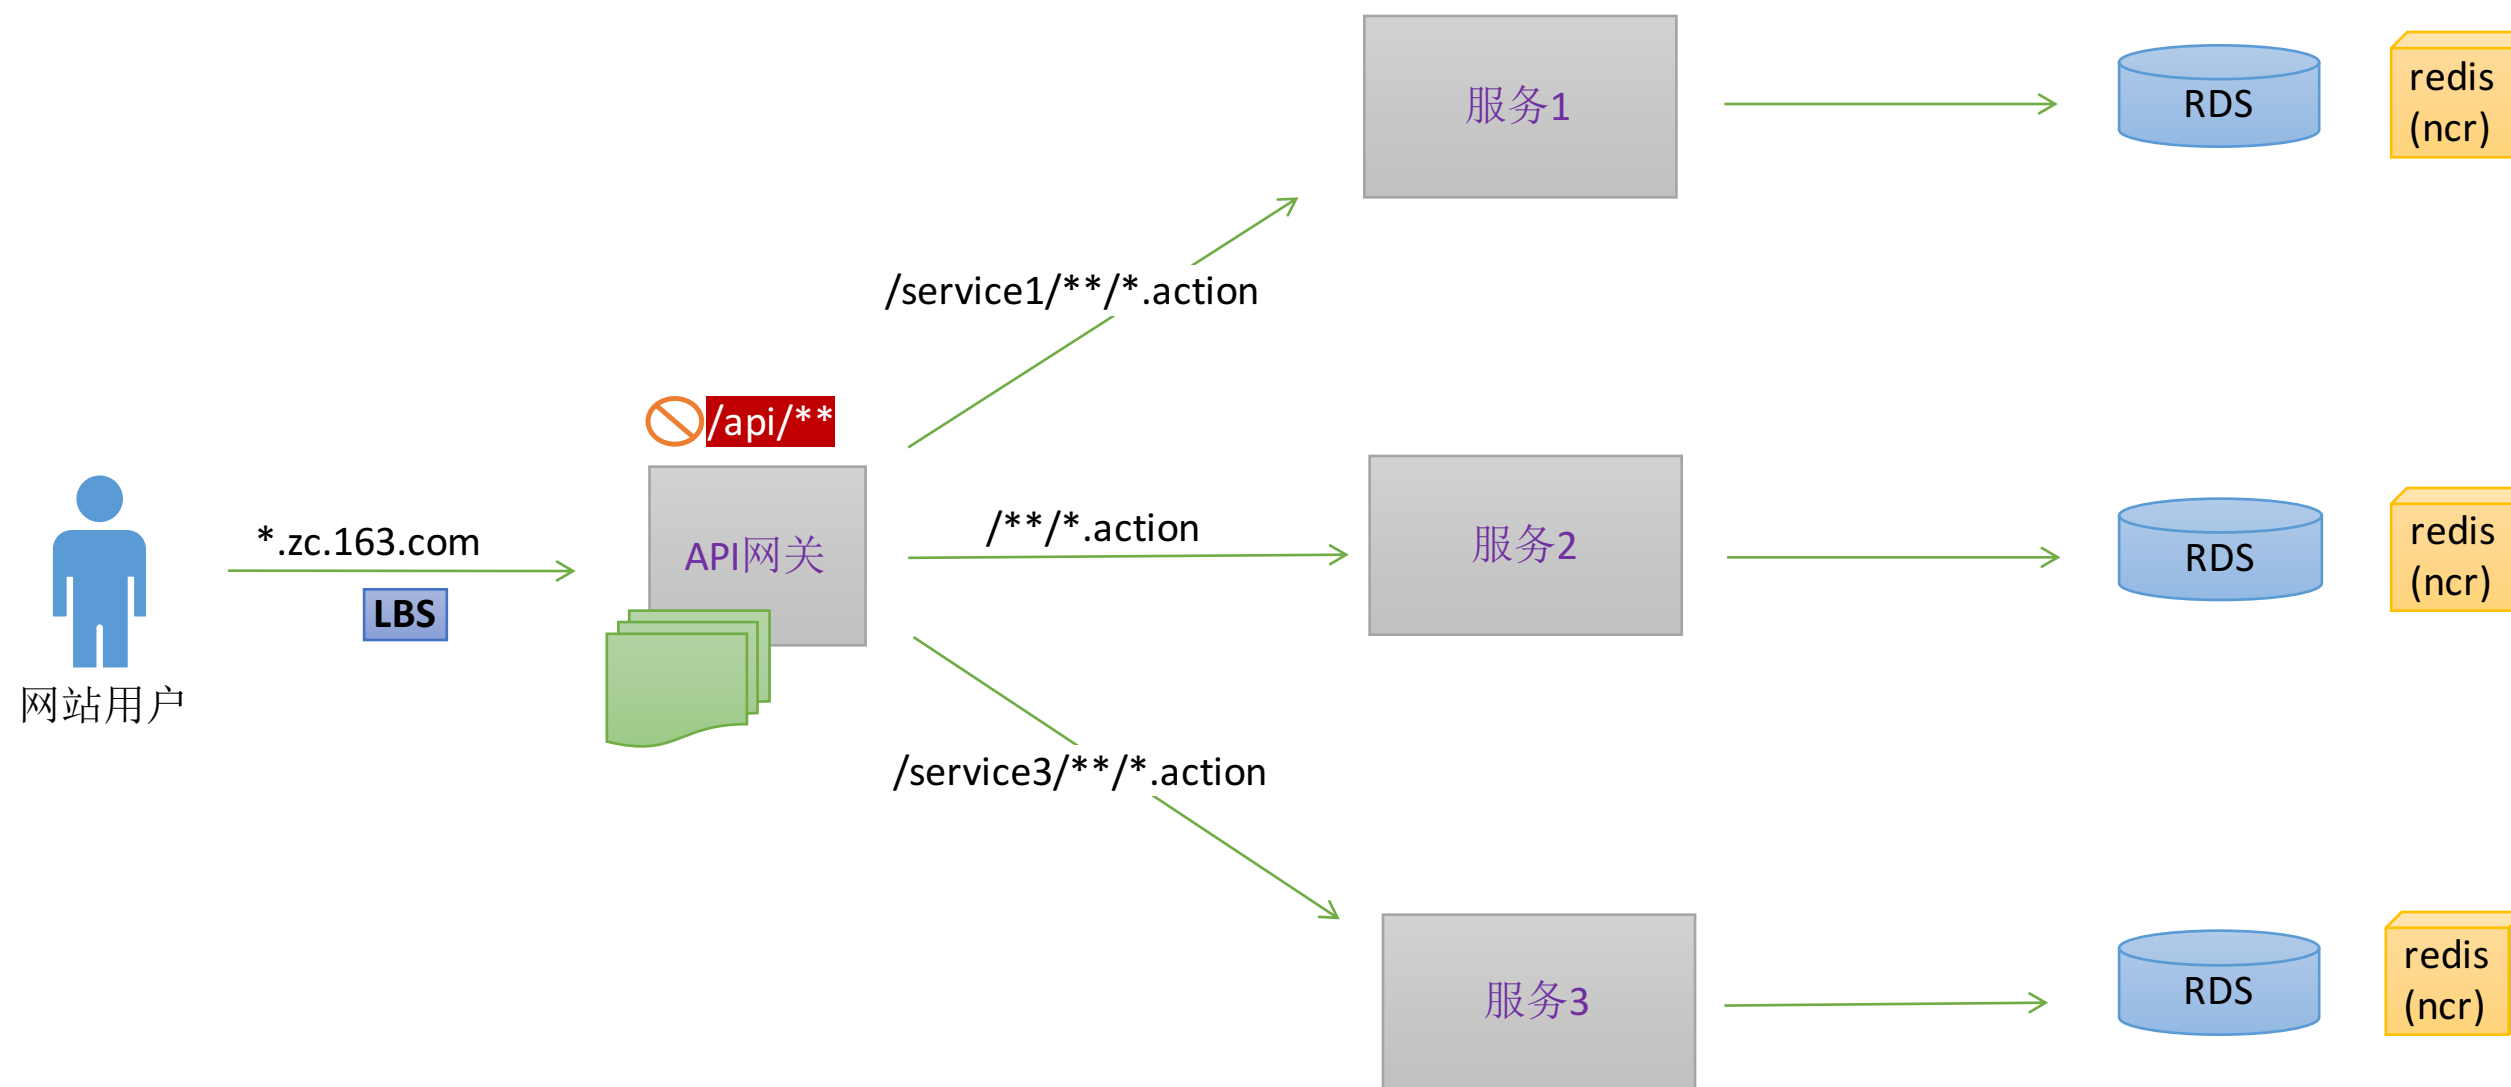 服务1
RDS
redis
(ncr)
/service1/**/*.action
/api/**
*.zc.163.com
LBS
API网关
/**/*.action
服务2
RDS
redis
(ncr)
网站用户
/service3/**/*.action
服务3
RDS
redis
(ncr)